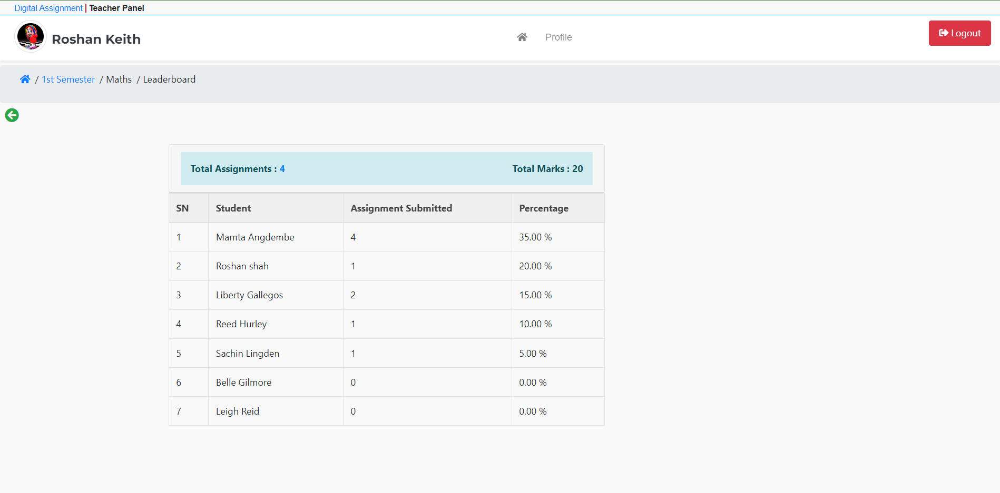 Digital Assignment | Teacher Panel
Roshan Keith
Profile
Logout
/ 1st Semester / Maths / Leaderboard
Total Assignments : 4 Total Marks : 20
SN Student Assignment Submitted Percentage
1 Mamta Angdembe 4 35.00 %
2 Roshan shah 1 20.00 %
3 Liberty Gallegos 2 15.00 %
4 Reed Hurley 1 10.00 %
5 Sachin Lingden 1 5.00 %
6 Belle Gilmore 0 0.00 %
7 Leigh Reid 0 0.00 %